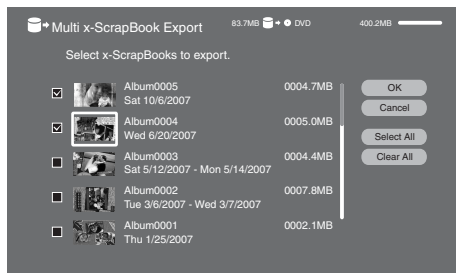 Multi x-ScrapBook Export 83.7MB DVD 400.2MB
Select x-ScrapBooks to export.
Album0005 0004.7MB OK
Sat 10/6/2007 Cancel
Album0004 0005.0MB
Wed 6/20/2007 Select All
Album0003 0004.4MB Clear All
Sat 5/12/2007 - Mon 5/14/2007
Album0002 0007.8MB
Tue 3/6/2007 - Wed 3/7/2007
Album0001 0002.1MB
Thu 1/25/2007